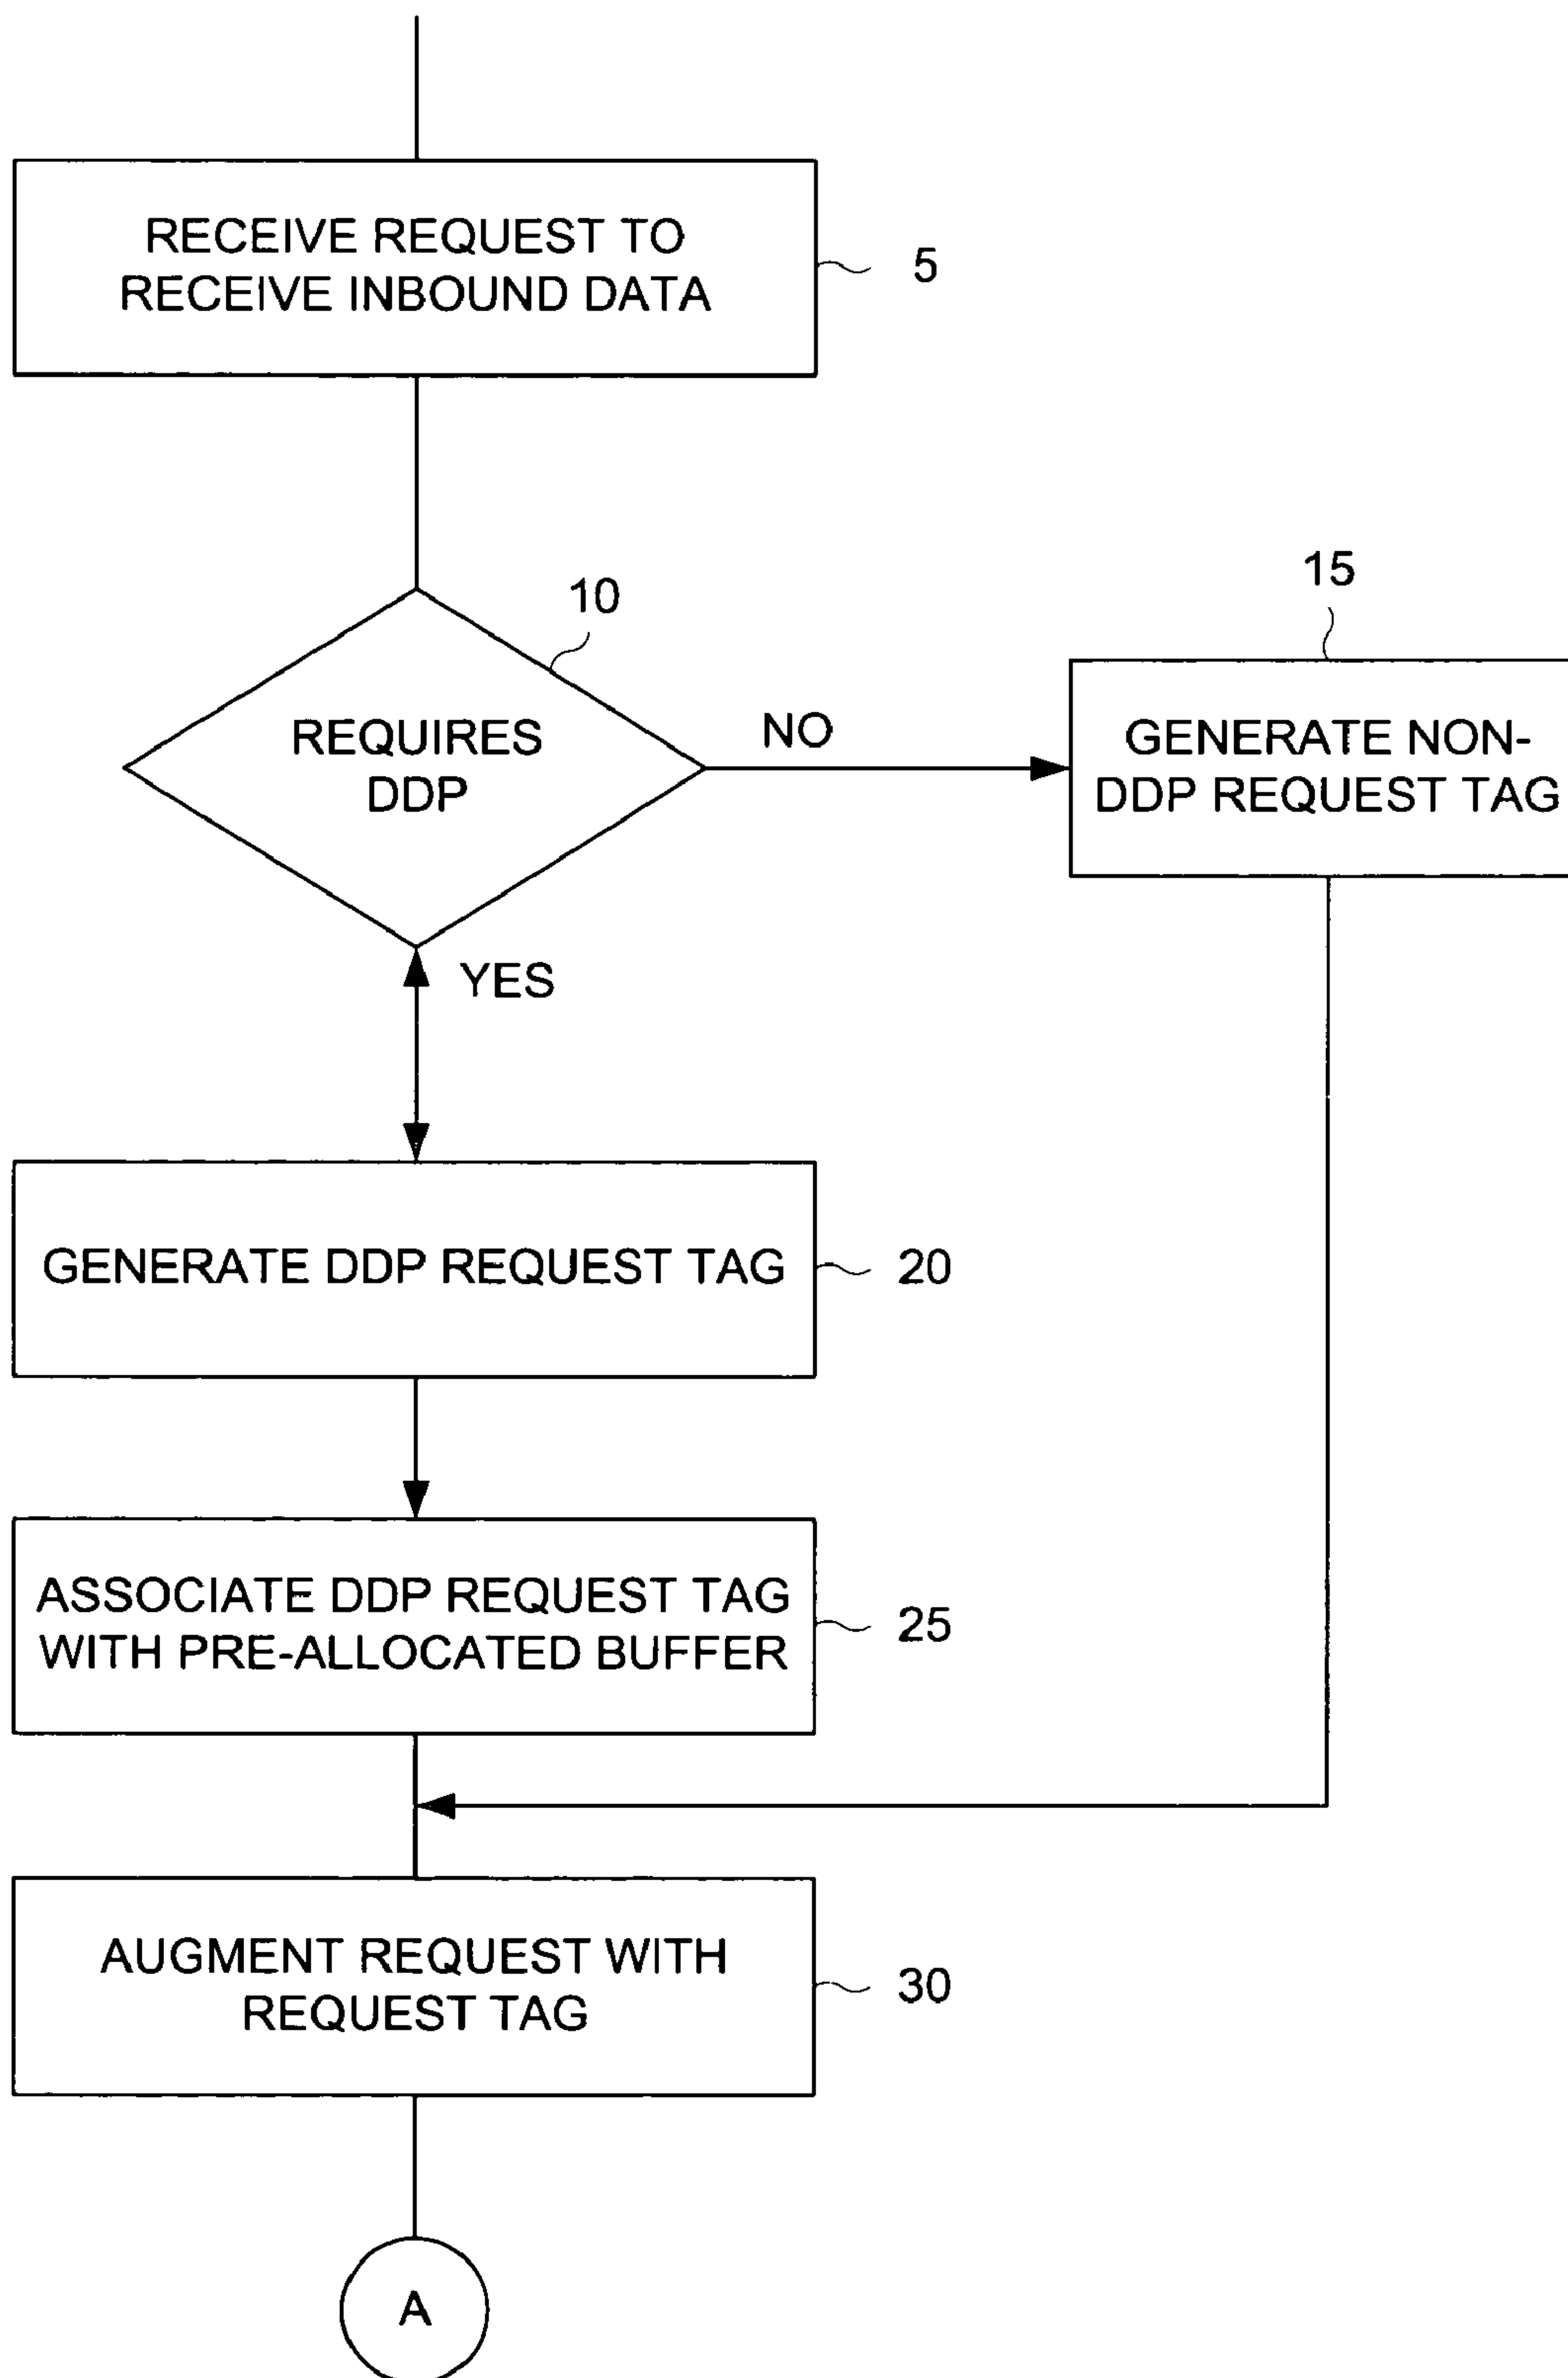 RECEIVE REQUEST TO
RECEIVE INBOUND DATA
5
10
REQUIRES
DDP
NO
15
GENERATE NON-
DDP REQUEST TAG
YES
GENERATE DDP REQUEST TAG
20
ASSOCIATE DDP REQUEST TAG
WITH PRE-ALLOCATED BUFFER
25
AUGMENT REQUEST WITH
REQUEST TAG
30
A